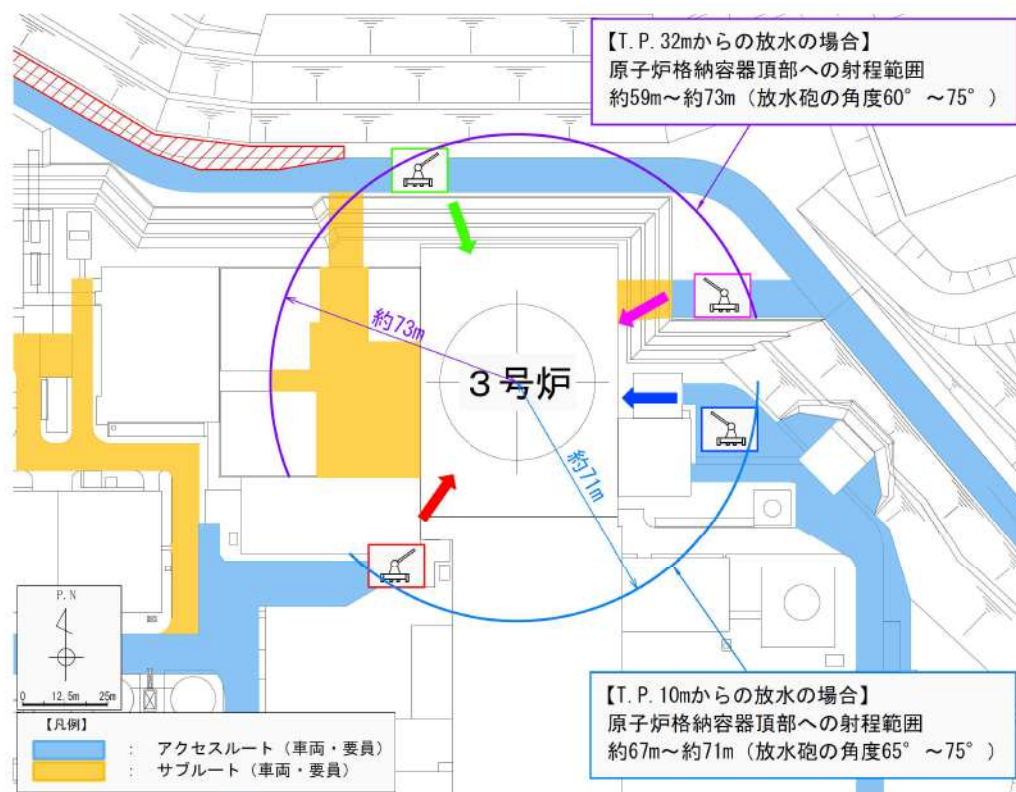 【T.P.32mからの放水の場合】
原子炉格納容器頂部への射程範囲
約59m～約73m（放水砲の角度60°～75°）
約73m
3号炉
約71m
P.N
0 12.5m 25m
【凡例】
： アクセスルート（車両・要員）
： サブルート（車両・要員）
【T.P.10mからの放水の場合】
原子炉格納容器頂部への射程範囲
約67m～約71m（放水砲の角度65°～75°）